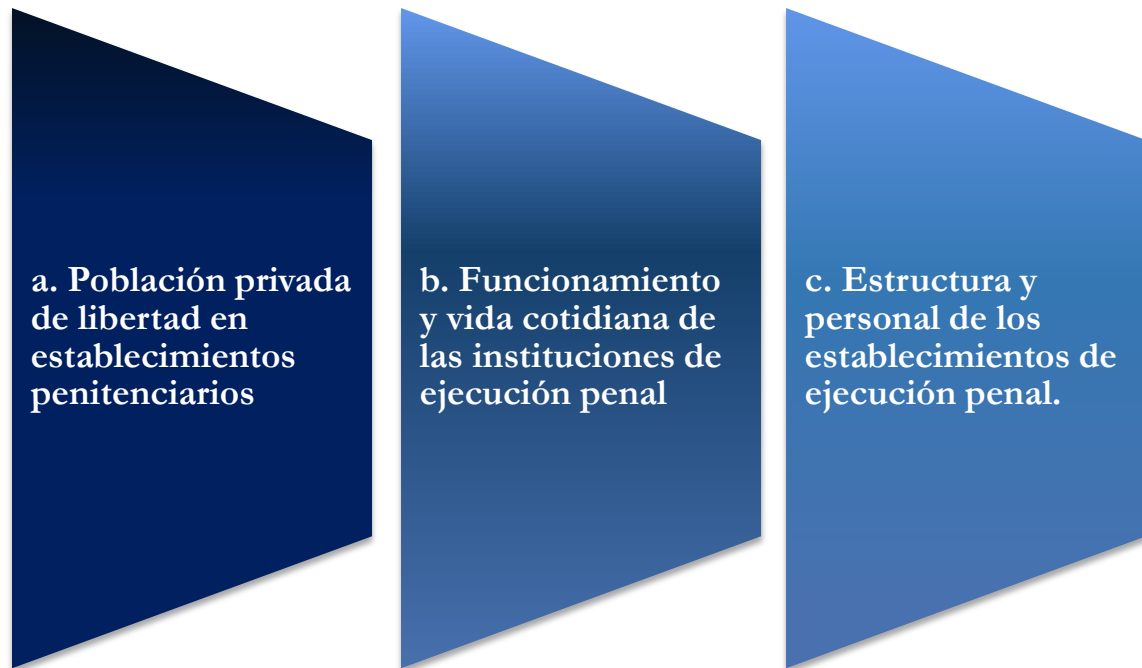 a. Población privada
de libertad en
establecimientos
penitenciarios
b. Funcionamiento
y vida cotidiana de
las instituciones de
ejecución penal
c. Estructura y
personal de los
establecimientos de
ejecución penal.